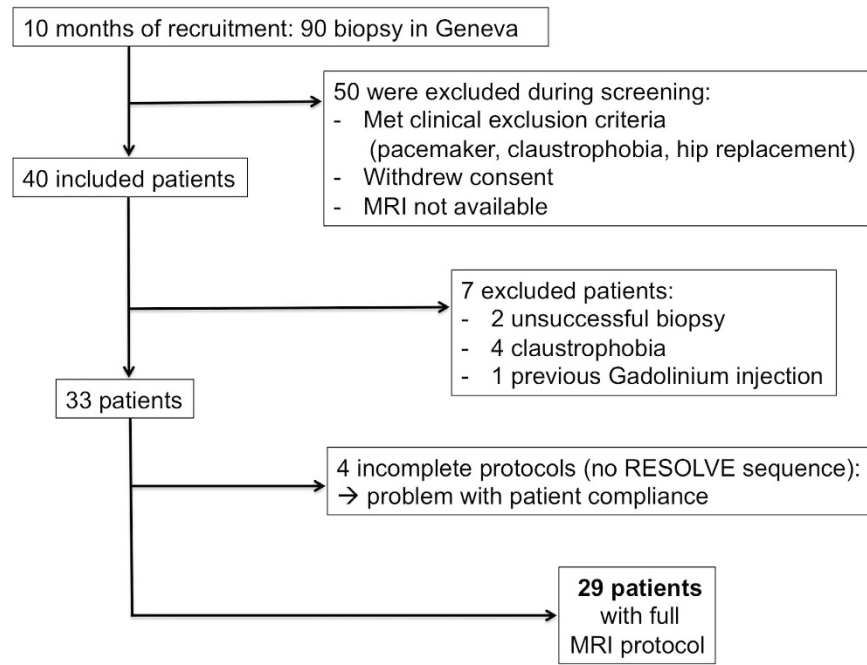 10 months of recruitment: 90 biopsy in Geneva
50 were excluded during screening:
- Met clinical exclusion criteria
(pacemaker, claustrophobia, hip replacement)
- Withdrew consent
- MRI not available
40 included patients
7 excluded patients:
- 2 unsuccessful biopsy
- 4 claustrophobia
- 1 previous Gadolinium injection
33 patients
4 incomplete protocols (no RESOLVE sequence):
→ problem with patient compliance
29 patients
with full
MRI protocol